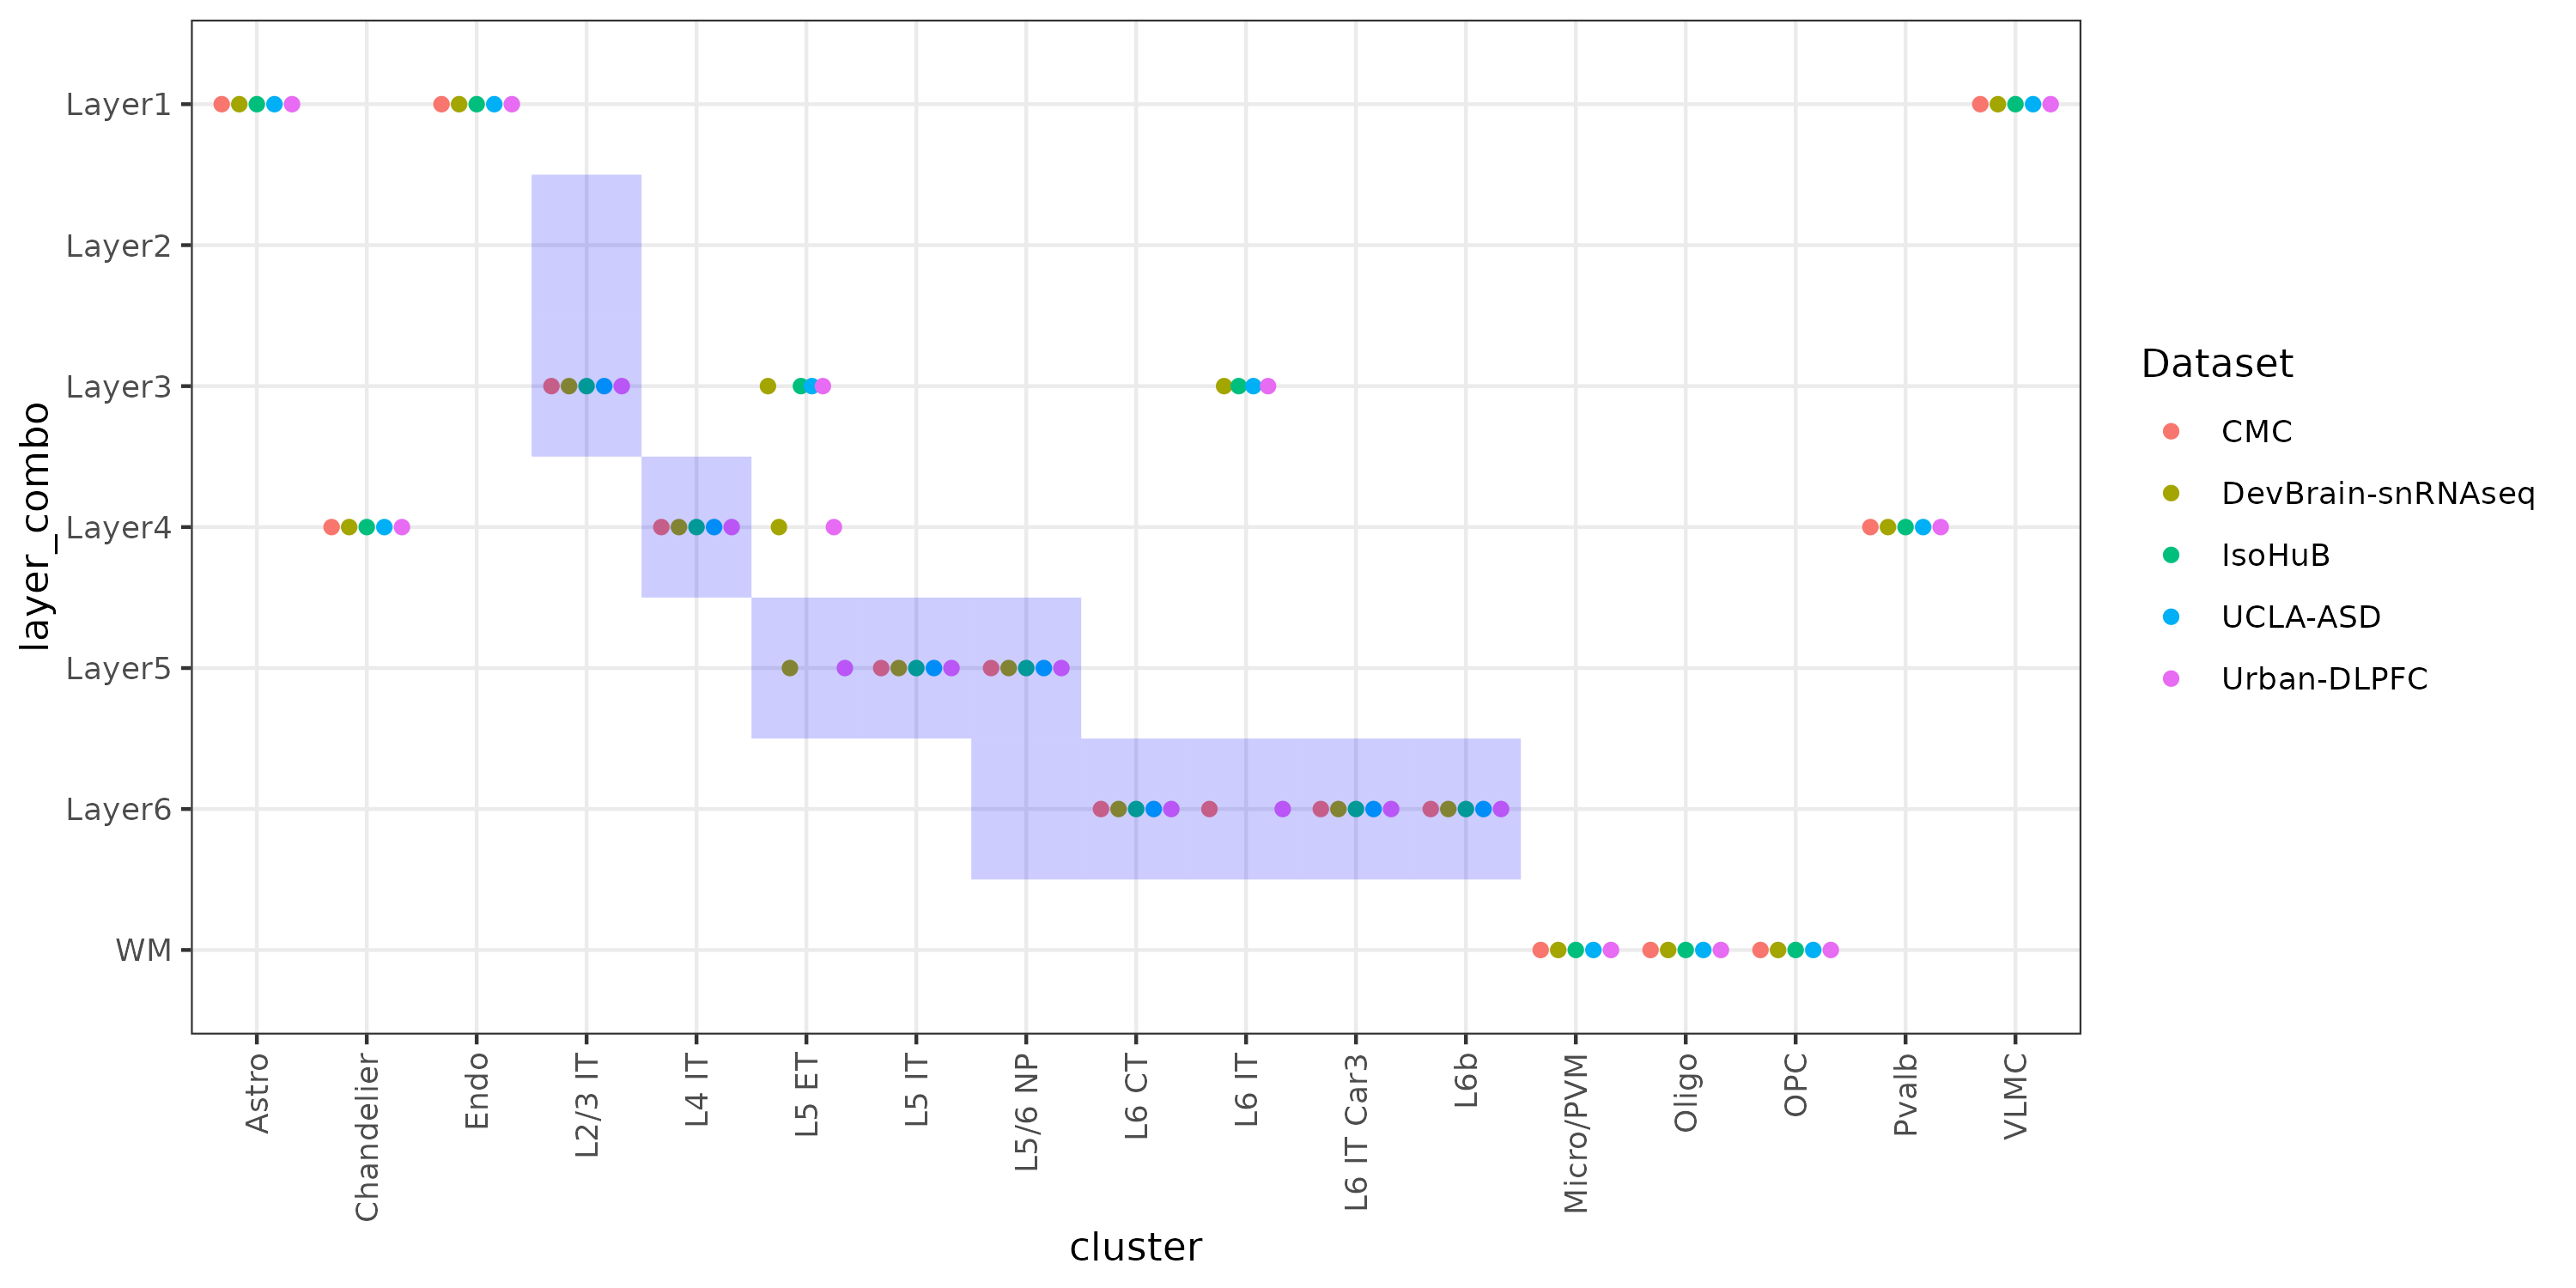 layer_combo
Layer1
Layer2
Layer3
Layer4
Layer5
Layer6
WM
Astro
Chandelier
Endo
L2/3 IT
L4 IT
L5 ET
L5 IT
L5/6 NP
L6 CT
L6 IT
L6 IT Car3
L6b
Micro/PVM
Oligo
OPC
Pvalb
VLMC
cluster
Dataset
CMC
DevBrain-snRNAseq
IsoHuB
UCLA-ASD
Urban-DLPFC